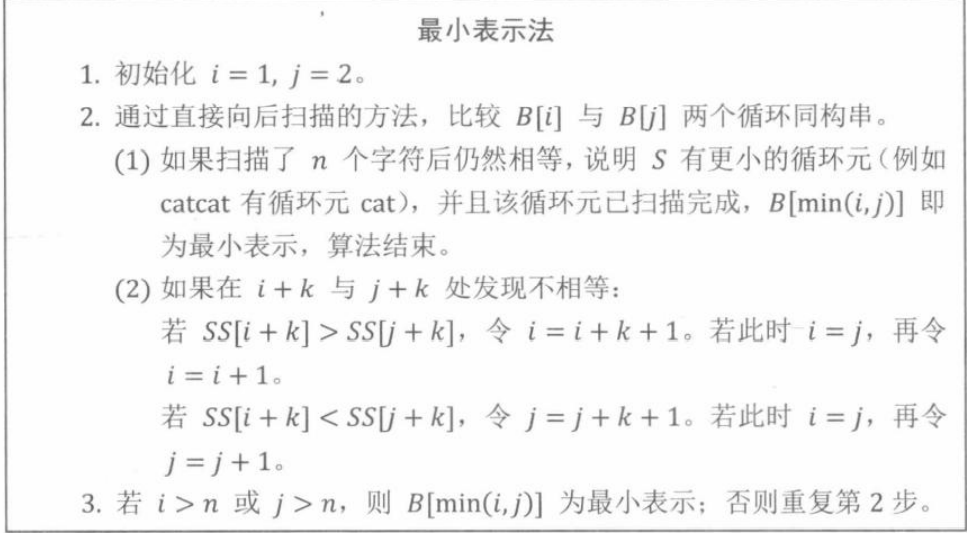 最小表示法
1. 初始化 i = 1, j = 2。
2. 通过直接向后扫描的方法，比较 B[i] 与 B[j] 两个循环同构串。
(1) 如果扫描了 n 个字符后仍然相等，说明 S 有更小的循环元（例如
catcat 有循环元 cat），并且该循环元已扫描完成，B[min(i,j)] 即
为最小表示，算法结束。
(2) 如果在 i + k 与 j + k 处发现不相等：
若 SS[i + k] > SS[j + k]，令 i = i + k + 1。若此时 i = j，再令
i = i + 1。
若 SS[i + k] < SS[j + k]，令 j = j + k + 1。若此时 i = j，再令
j = j + 1。
3. 若 i > n 或 j > n，则 B[min(i,j)] 为最小表示；否则重复第 2 步。